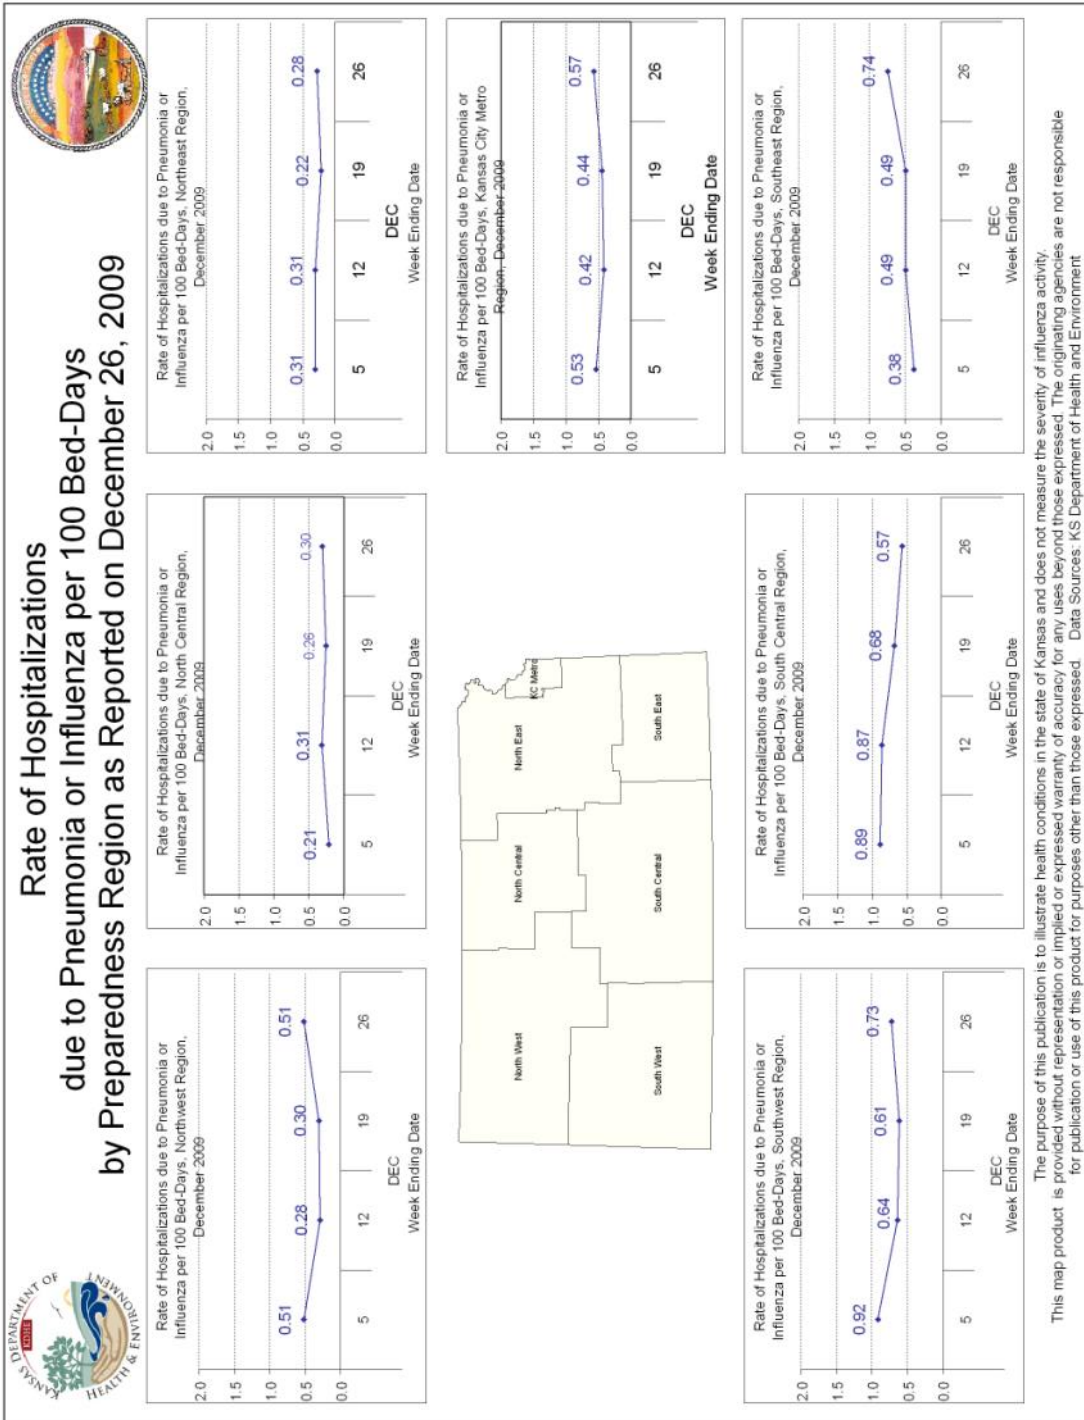 KANSAS DEPARTMENT OF
KDHE
HEALTH & ENVIRONMENT
Rate of Hospitalizations
due to Pneumonia or Influenza per 100 Bed-Days
by Preparedness Region as Reported on December 26, 2009
Rate of Hospitalizations due to Pneumonia or
Influenza per 100 Bed-Days, Northwest Region,
December 2009
2.0
1.5
1.0
0.5
0.0
0.51
0.28
0.30
0.51
5
12
19
26
DEC
Week Ending Date
Rate of Hospitalizations due to Pneumonia or
Influenza per 100 Bed-Days, North Central Region,
December 2009
2.0
1.5
1.0
0.5
0.0
0.21
0.31
0.26
0.30
5
12
19
26
DEC
Week Ending Date
Rate of Hospitalizations due to Pneumonia or
Influenza per 100 Bed-Days, Northeast Region,
December 2009
2.0
1.5
1.0
0.5
0.0
0.31
0.31
0.22
0.28
5
12
19
26
DEC
Week Ending Date
North West
North Central
North East
KC Metro
South West
South Central
South East
Rate of Hospitalizations due to Pneumonia or
Influenza per 100 Bed-Days, Kansas City Metro
Region, December 2009
2.0
1.5
1.0
0.5
0.0
0.53
0.42
0.44
0.57
5
12
19
26
DEC
Week Ending Date
Rate of Hospitalizations due to Pneumonia or
Influenza per 100 Bed-Days, Southwest Region,
December 2009
2.0
1.5
1.0
0.5
0.0
0.92
0.64
0.61
0.73
5
12
19
26
DEC
Week Ending Date
Rate of Hospitalizations due to Pneumonia or
Influenza per 100 Bed-Days, South Central Region,
December 2009
2.0
1.5
1.0
0.5
0.0
0.89
0.87
0.68
0.57
5
12
19
26
DEC
Week Ending Date
Rate of Hospitalizations due to Pneumonia or
Influenza per 100 Bed-Days, Southeast Region,
December 2009
2.0
1.5
1.0
0.5
0.0
0.38
0.49
0.49
0.74
5
12
19
26
DEC
Week Ending Date
The purpose of this publication is to illustrate health conditions in the state of Kansas and does not measure the severity of influenza activity.
This map product is provided without representation or implied or expressed warranty of accuracy for any uses beyond those expressed. The originating agencies are not responsible
for publication or use of this product for purposes other than those expressed. Data Sources: KS Department of Health and Environment